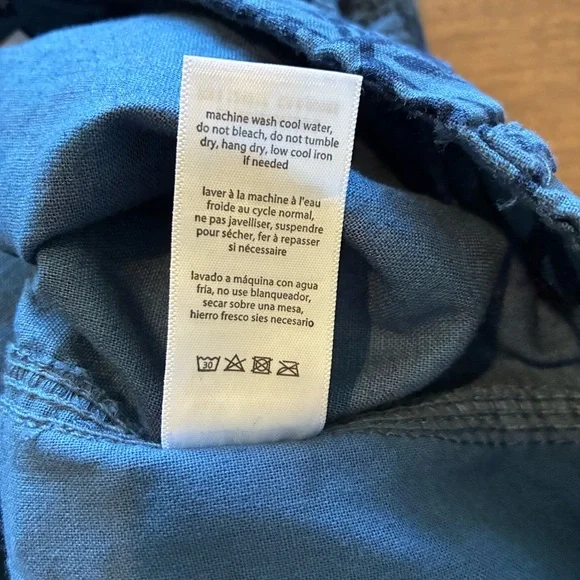 machine wash cool water,
do not bleach, do not tumble
dry, hang dry, low cool iron
if needed
laver à la machine à l'eau
froide au cycle normal,
ne pas javelliser, suspendre
pour sécher, fer à repasser
si nécessaire
lavado a máquina con agua
fría, no use blanqueador,
secar sobre una mesa,
hierro fresco sies necesario
30